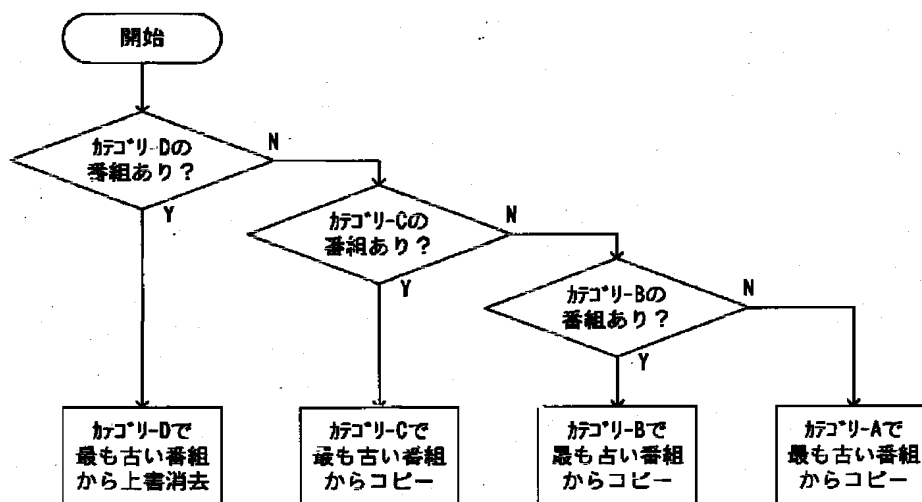 開始
カテゴリーDの
番組あり？
N
Y
カテゴリーCの
番組あり？
N
Y
カテゴリーBの
番組あり？
N
Y
カテゴリーDで
最も古い番組
から上書消去
カテゴリーCで
最も古い番組
からコピー
カテゴリーBで
最も古い番組
からコピー
カテゴリーAで
最も古い番組
からコピー